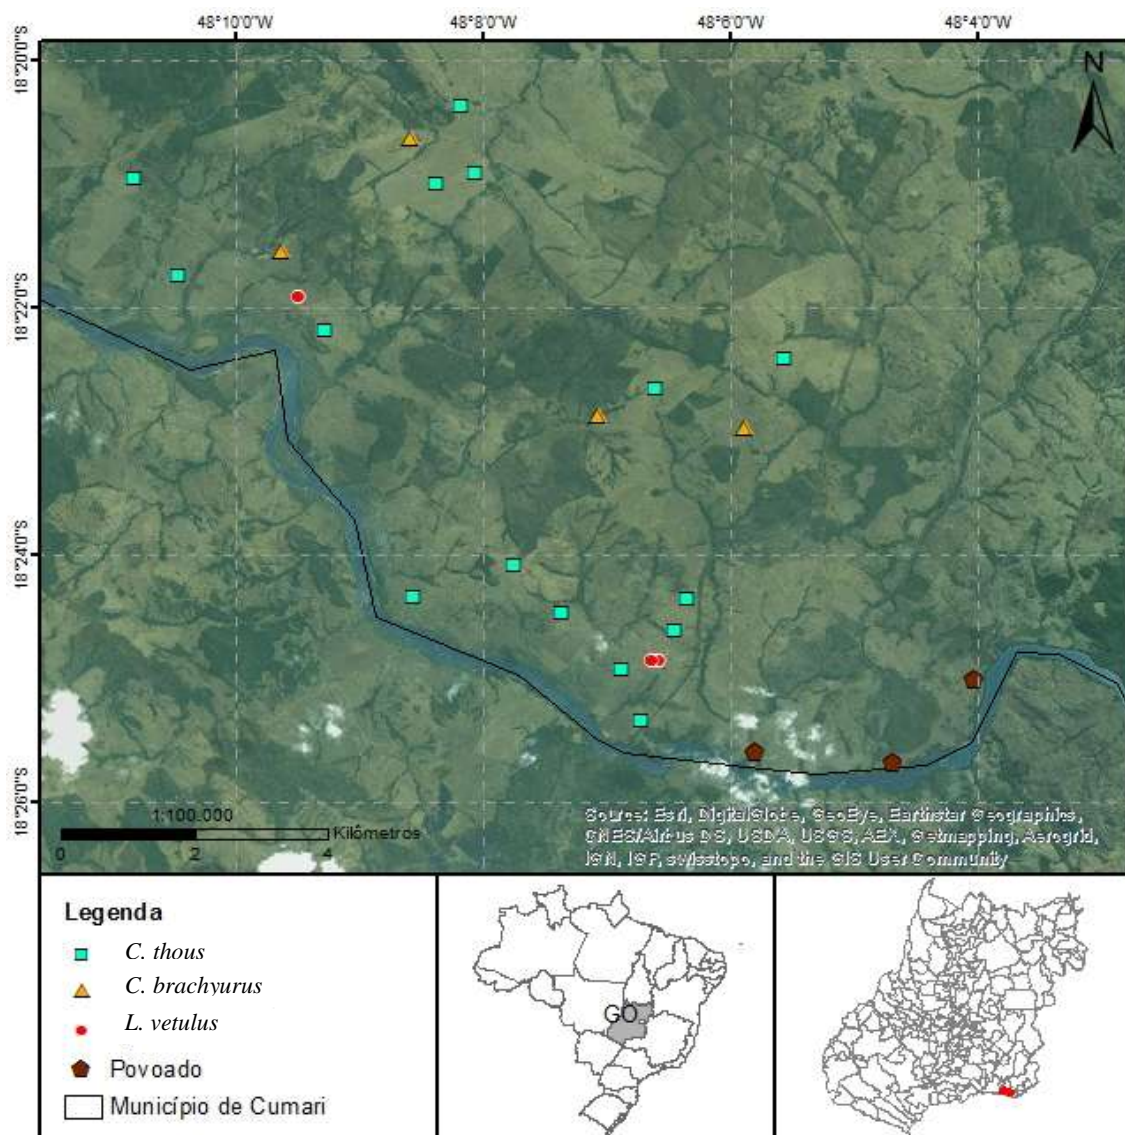 48°10'0"W 48°8'0"W 48°6'0"W 48°4'0"W
18°20'0"S
N
18°22'0"S
18°24'0"S
18°26'0"S
1:100.000
Kilômetros
0 2 4
Source: Esri, DigitalGlobe, GeoEye, Earthstar Geographics,
CNES/Airbus DS, USDA, USGS, AEX, Getmapping, Aerogrid,
IGN, IGP, swisstopo, and the GIS User Community
Legenda
C. thous
C. brachyurus
L. vetulus
Povoado
Município de Cumari
GO